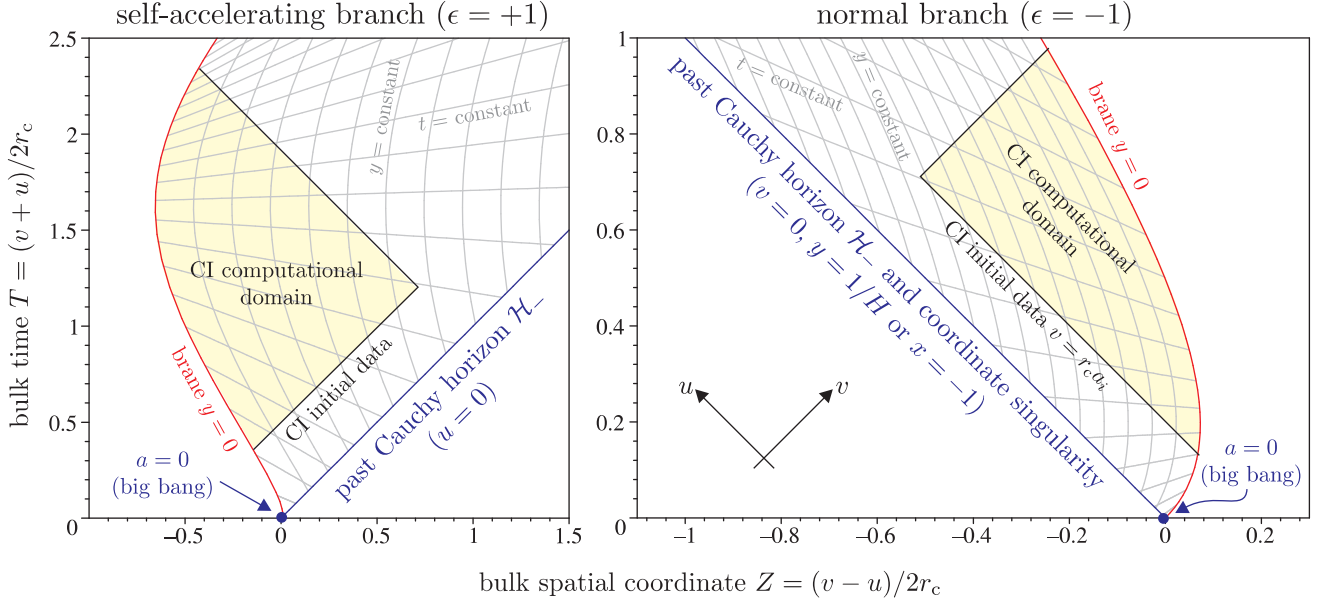 self-accelerating branch (ϵ = +1)
2.5
2
1.5
1
0.5
0
−0.5
0
0.5
1
1.5
bulk time T = (v + u)/2r_c
y = constant
t = constant
CI computational
domain
CI initial data
brane y = 0
past Cauchy horizon ℋ₋
(u = 0)
a = 0
(big bang)
normal branch (ϵ = −1)
1
0.8
0.6
0.4
0.2
0
−1
−0.8
−0.6
−0.4
−0.2
0
0.2
t = constant
y = constant
brane y = 0
CI computational
domain
CI initial data v = r_c a_i
past Cauchy horizon ℋ₋ and coordinate singularity
(v = 0, y = 1/H or x = −1)
u
v
a = 0
(big bang)
bulk spatial coordinate Z = (v − u)/2r_c